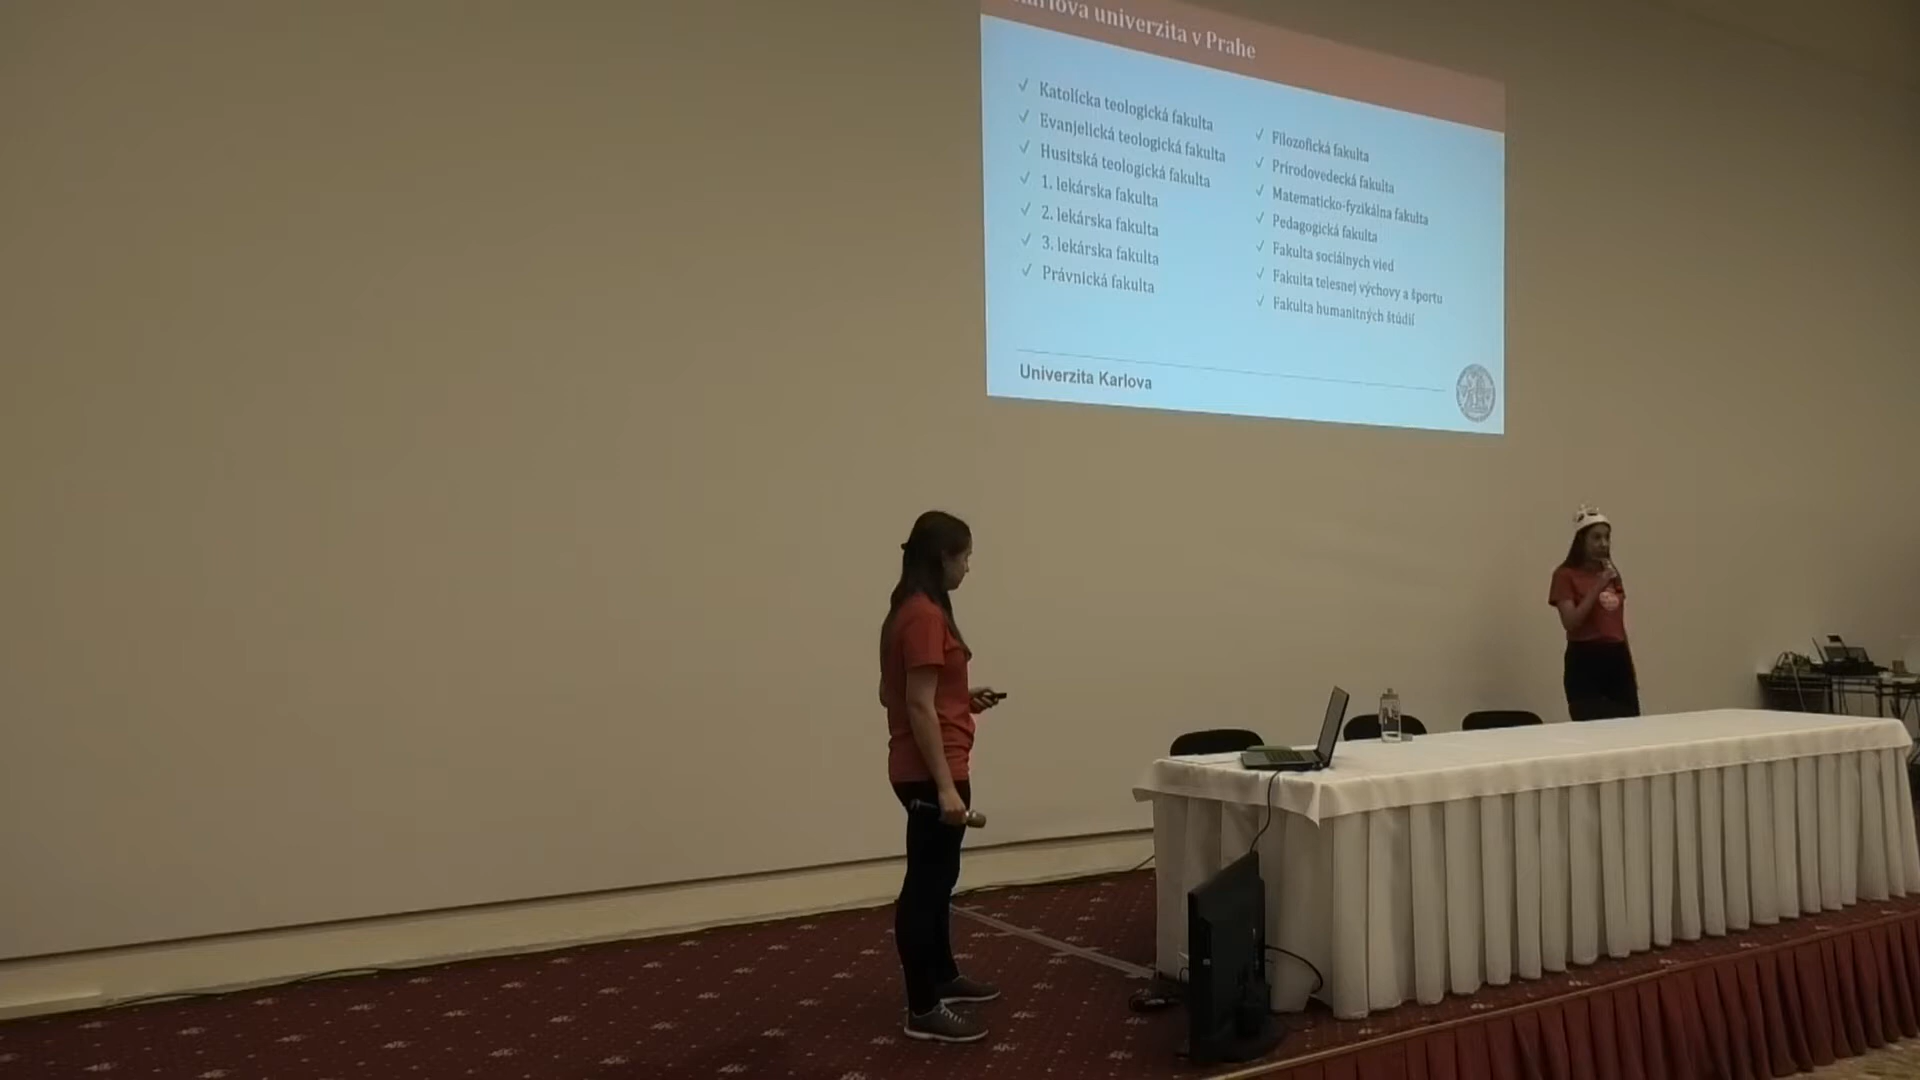 Karlova univerzita v Prahe
✓ Katolícka teologická fakulta
✓ Evanjelická teologická fakulta
✓ Husitská teologická fakulta
✓ 1. lekárska fakulta
✓ 2. lekárska fakulta
✓ 3. lekárska fakulta
✓ Právnická fakulta
✓ Filozofická fakulta
✓ Prírodovedecká fakulta
✓ Matematicko-fyzikálna fakulta
✓ Pedagogická fakulta
✓ Fakulta sociálnych vied
✓ Fakulta telesnej výchovy a športu
✓ Fakulta humanitných štúdií
Univerzita Karlova